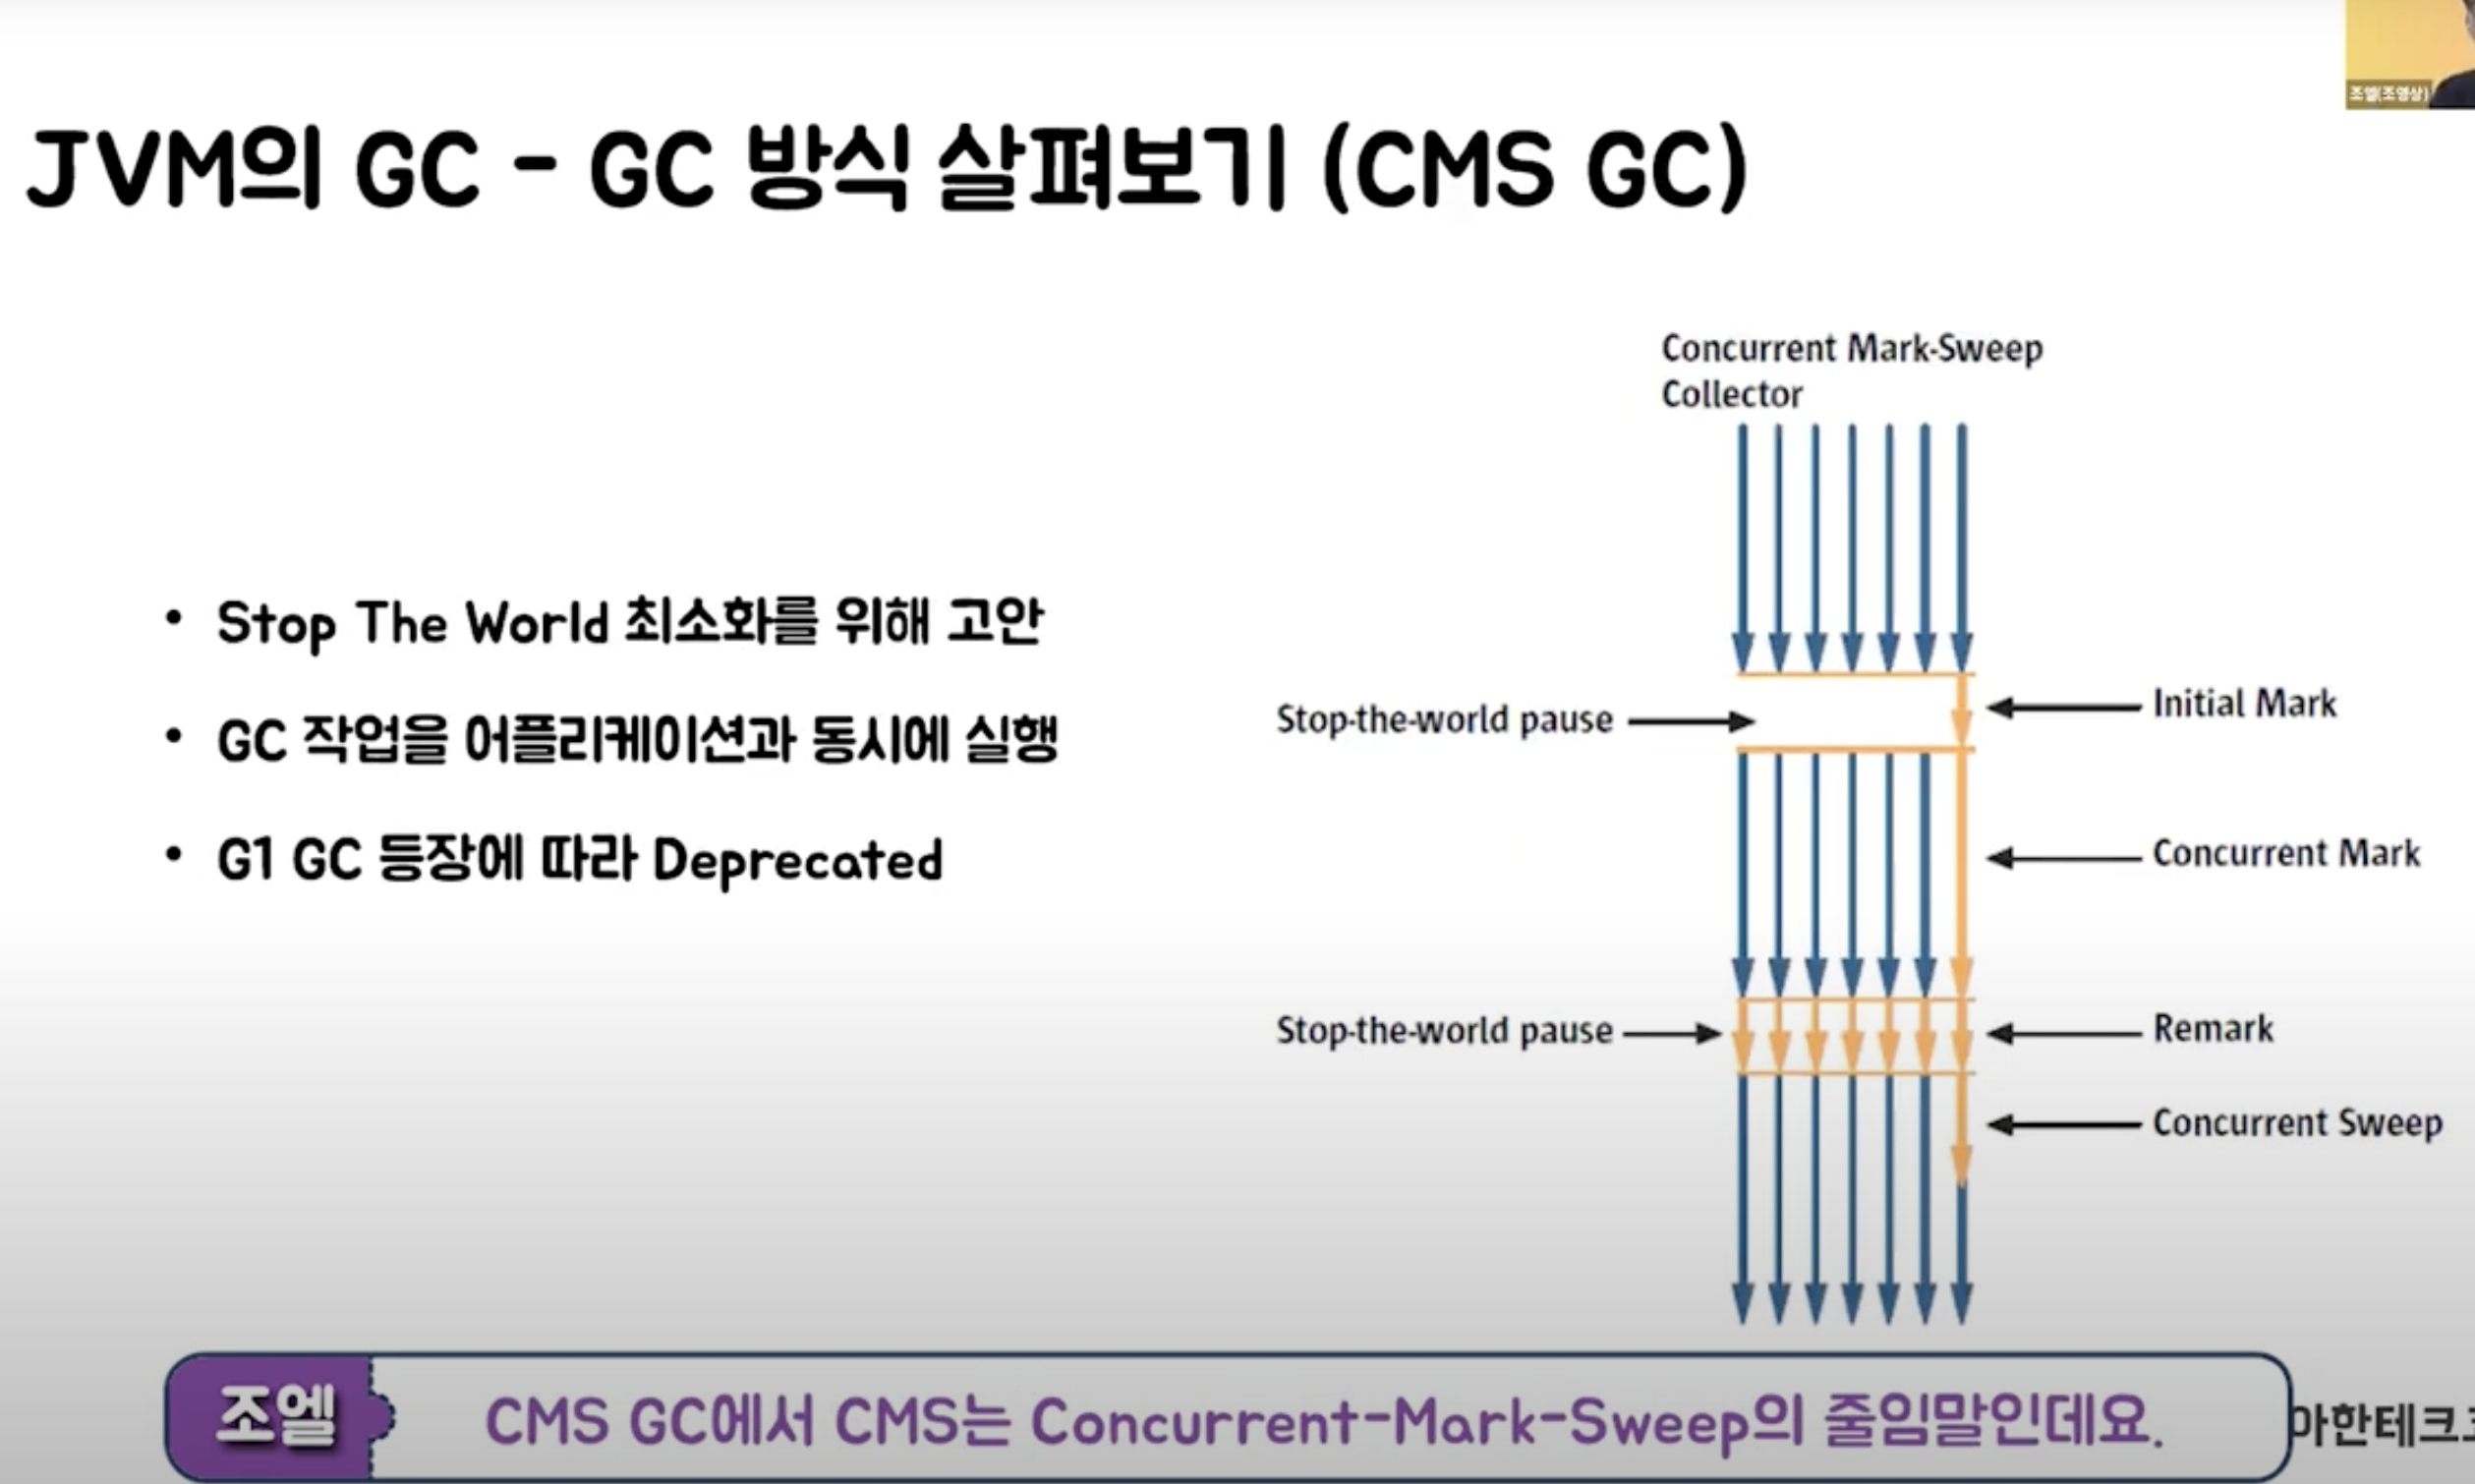 조엘(조영상)
JVM의 GC - GC 방식 살펴보기 (CMS GC)
• Stop The World 최소화를 위해 고안
• GC 작업을 어플리케이션과 동시에 실행
• G1 GC 등장에 따라 Deprecated
Concurrent Mark-Sweep
Collector
Stop-the-world pause
Initial Mark
Concurrent Mark
Stop-the-world pause
Remark
Concurrent Sweep
조엘
CMS GC에서 CMS는 Concurrent-Mark-Sweep의 줄임말인데요.
아한테크